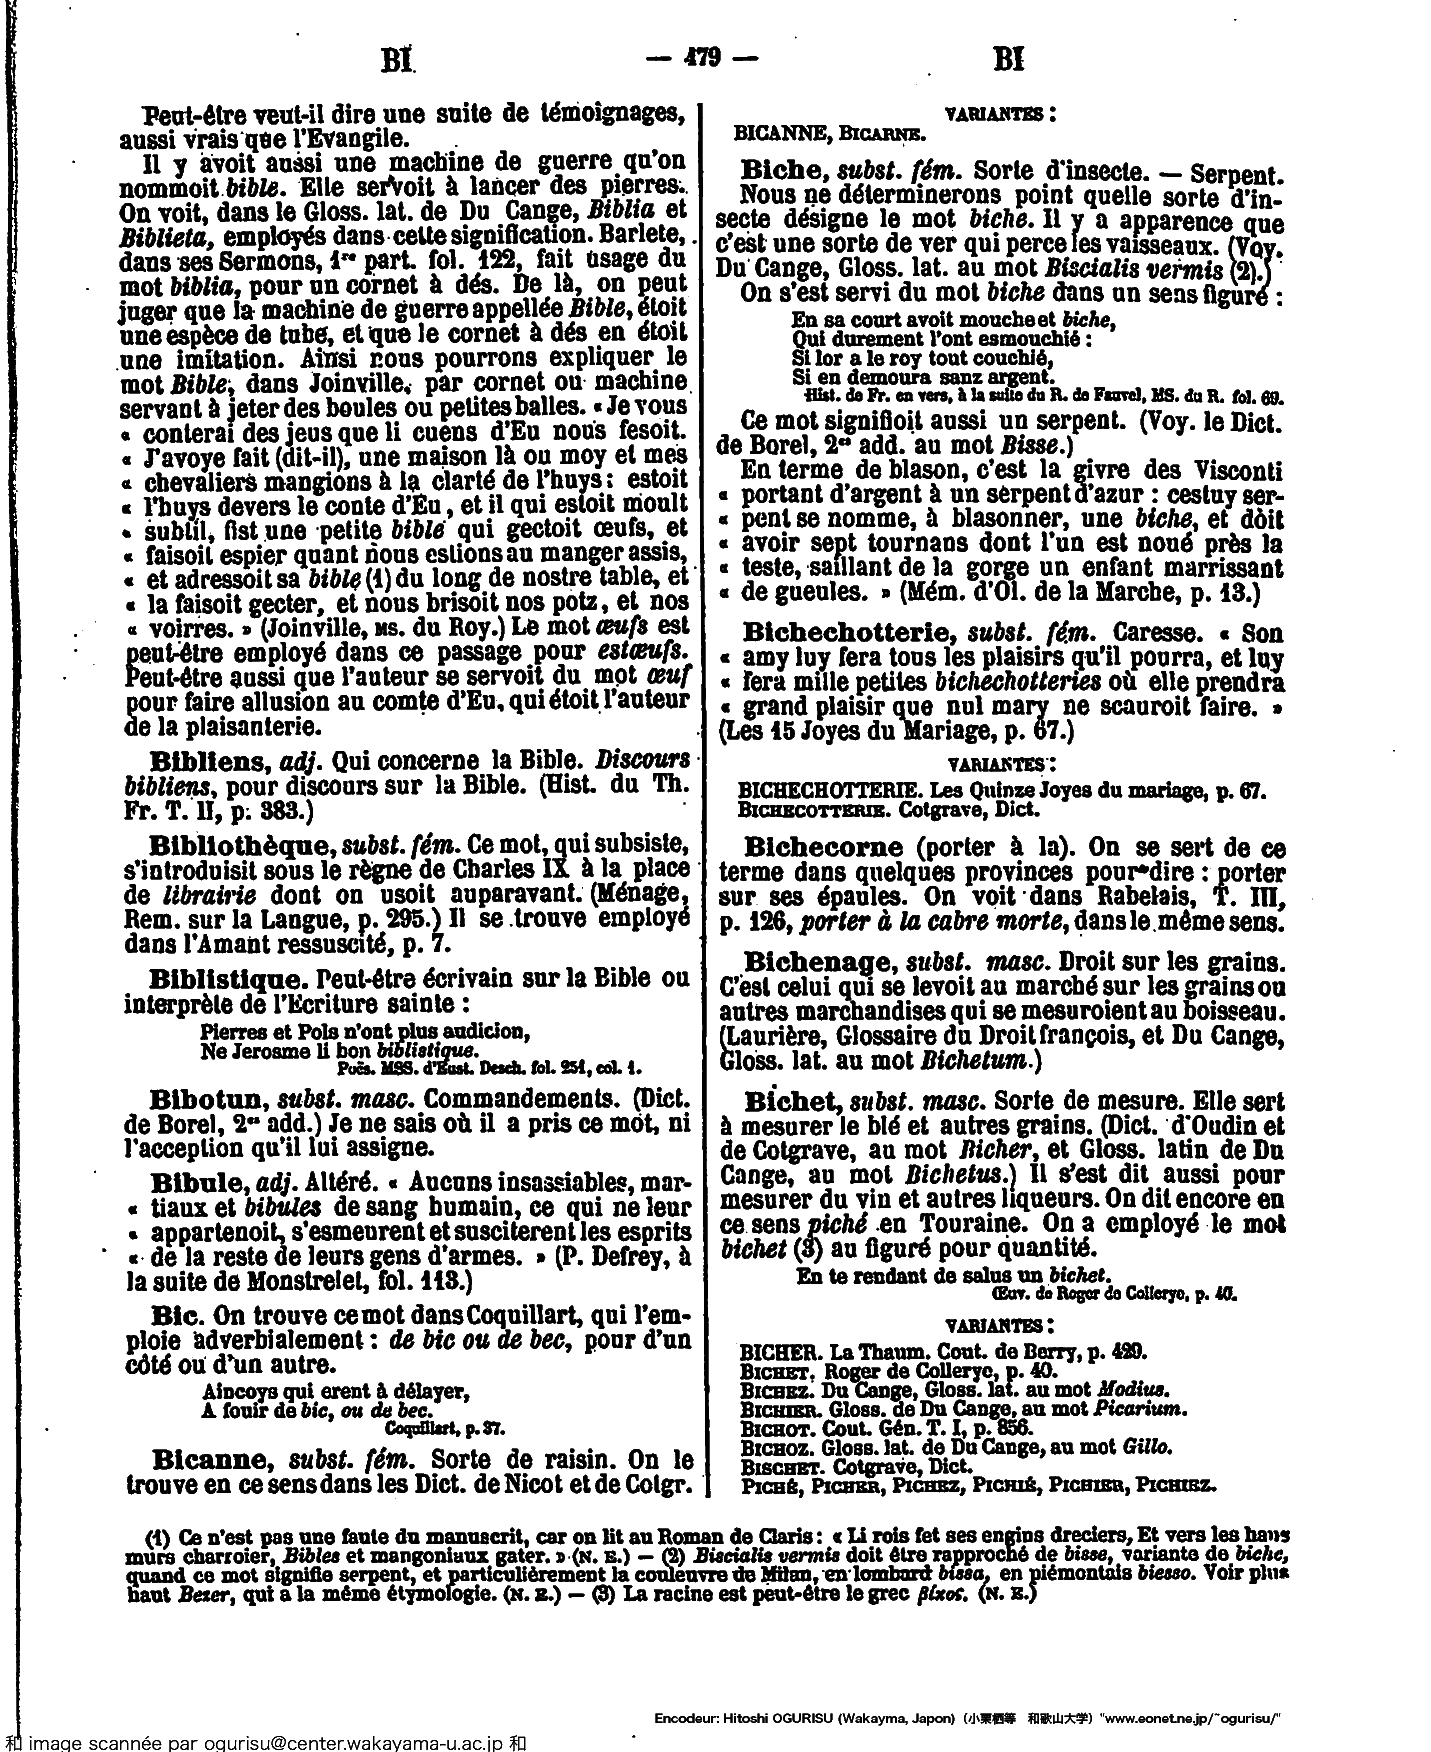 BI — 479 — BI
Peut-être veut-il dire une suite de témoignages,
aussi vrais que l'Evangile.
Il y avoit aussi une machine de guerre qu'on
nommoit bible. Elle servoit à lancer des pierres.
On voit, dans le Gloss. lat. de Du Cange, Biblia et
Biblieta, employés dans cette signification. Barlete,
dans ses Sermons, 1re part. fol. 122, fait usage du
mot biblia, pour un cornet à dés. De là, on peut
juger que la machine de guerre appellée Bible, étoit
une espèce de tube, et que le cornet à dés en étoit
une imitation. Ainsi nous pourrons expliquer le
mot Bible, dans Joinville, par cornet ou machine
servant à jeter des boules ou petites balles. « Je vous
« conterai des jeus que li cuens d'Eu nous fesoit.
« J'avoye fait (dit-il), une maison là ou moy et mes
« chevaliers mangions à la clarté de l'huys : estoit
« l'huys devers le conte d'Eu, et il qui estoit moult
« subtil, fist une petite bible qui gectoit œufs, et
« faisoit espier quant nous estions au manger assis,
« et adressoit sa bible (1) du long de nostre table, et
« la faisoit gecter, et nous brisoit nos potz, et nos
« voirres. » (Joinville, MS. du Roy.) Le mot œufs est
peut-être employé dans ce passage pour estœufs.
Peut-être aussi que l'auteur se servoit du mot œuf
pour faire allusion au comte d'Eu, qui étoit l'auteur
de la plaisanterie.
Bibliens, adj. Qui concerne la Bible. Discours
bibliens, pour discours sur la Bible. (Hist. du Th.
Fr. T. II, p. 383.)
Bibliothèque, subst. fém. Ce mot, qui subsiste,
s'introduisit sous le règne de Charles IX à la place
de librairie dont on usoit auparavant. (Ménage,
Rem. sur la Langue, p. 295.) Il se trouve employé
dans l'Amant ressuscité, p. 7.
Biblistique. Peut-être écrivain sur la Bible ou
interprète de l'Ecriture sainte :
Pierres et Pols n'ont plus audicion,
Ne Jerosme li bon biblistique.
Poës. MSS. d'Eust. Desch. fol. 251, col. 1.
Bibotun, subst. masc. Commandements. (Dict.
de Borel, 2es add.) Je ne sais où il a pris ce mot, ni
l'acception qu'il lui assigne.
Bibule, adj. Altéré. « Aucuns insassiables, mar-
« tiaux et bibules de sang humain, ce qui ne leur
« appartenoit, s'esmeurent et susciterent les esprits
« de la reste de leurs gens d'armes. » (P. Defrey, à
la suite de Monstrelet, fol. 113.)
Bic. On trouve ce mot dans Coquillart, qui l'em-
ploie adverbialement : de bic ou de bec, pour d'un
côté ou d'un autre.
Aincoys qui erent à délayer,
A fouir de bic, ou de bec.
Coquillart, p. 37.
Bicanne, subst. fém. Sorte de raisin. On le
trouve en ce sens dans les Dict. de Nicot et de Cotgr.
VARIANTES :
BICANNE, BICARNE.
Biche, subst. fém. Sorte d'insecte. — Serpent.
Nous ne déterminerons point quelle sorte d'in-
secte désigne le mot biche. Il y a apparence que
c'est une sorte de ver qui perce les vaisseaux. (Voy.
Du Cange, Gloss. lat. au mot Biscialis vermis (2).)
On s'est servi du mot biche dans un sens figuré :
En sa court avoit mouche et biche,
Qui durement l'ont esmouchié :
Si lor a le roy tout couchié,
Si en demoura sanz argent.
Hist. de Fr. en vers, à la suite du R. de Fauvel, MS. du R. fol. 69.
Ce mot signifioit aussi un serpent. (Voy. le Dict.
de Borel, 2es add. au mot Bisse.)
En terme de blason, c'est la givre des Visconti
« portant d'argent à un serpent d'azur : cestuy ser-
« pent se nomme, à blasonner, une biche, et doit
« avoir sept tournans dont l'un est noué près la
« teste, saillant de la gorge un enfant marrissant
« de gueules. » (Mém. d'Ol. de la Marche, p. 13.)
Bichechotterie, subst. fém. Caresse. « Son
« amy luy fera tous les plaisirs qu'il pourra, et luy
« fera mille petites bichechotteries où elle prendra
« grand plaisir que nul mary ne scauroit faire. »
(Les 15 Joyes du Mariage, p. 67.)
VARIANTES :
BICHECHOTTERIE. Les Quinze Joyes du mariage, p. 67.
BICHECOTTERIE. Cotgrave, Dict.
Bichecorne (porter à la). On se sert de ce
terme dans quelques provinces pour dire : porter
sur ses épaules. On voit dans Rabelais, T. III,
p. 126, porter à la cabre morte, dans le même sens.
Bichenage, subst. masc. Droit sur les grains.
C'est celui qui se levoit au marché sur les grains ou
autres marchandises qui se mesuroient au boisseau.
(Laurière, Glossaire du Droit françois, et Du Cange,
Gloss. lat. au mot Bichetum.)
Bichet, subst. masc. Sorte de mesure. Elle sert
à mesurer le blé et autres grains. (Dict. d'Oudin et
de Cotgrave, au mot Bicher, et Gloss. latin de Du
Cange, au mot Bichetus.) Il s'est dit aussi pour
mesurer du vin et autres liqueurs. On dit encore en
ce sens piché en Touraine. On a employé le mot
bichet (3) au figuré pour quantité.
En te rendant de salus un bichet.
Œuv. de Roger de Collerye, p. 40.
VARIANTES :
BICHER. La Thaum. Cout. de Berry, p. 429.
BICHET. Roger de Collerye, p. 40.
BICHEZ. Du Cange, Gloss. lat. au mot Modius.
BICHIER. Gloss. de Du Cange, au mot Picarium.
BICHOT. Cout. Gén. T. I, p. 856.
BICHOZ. Gloss. lat. de Du Cange, au mot Gillo.
BISCHET. Cotgrave, Dict.
PICHÉ, PICHER, PICHEZ, PICHIÉ, PICHIER, PICHIEZ.
(1) Ce n'est pas une faute du manuscrit, car on lit au Roman de Claris : « Li rois fet ses engins dreciers, Et vers les haus
murs charroier, Bibles et mangoniaux gater. » (N. E.) — (2) Biscialis vermis doit être rapproché de bisse, variante de biche,
quand ce mot signifie serpent, et particulièrement la couleuvre de Milan, en lombard bissa, en piémontais biesso. Voir plus
haut Bezer, qui a la même étymologie. (N. E.) — (3) La racine est peut-être le grec βίκος. (N. E.)
Encodeur: Hitoshi OGURISU (Wakayma, Japon) (小栗栖等 和歌山大学) "www.eonet.ne.jp/~ogurisu/"
和 image scannée par ogurisu@center.wakayama-u.ac.jp 和